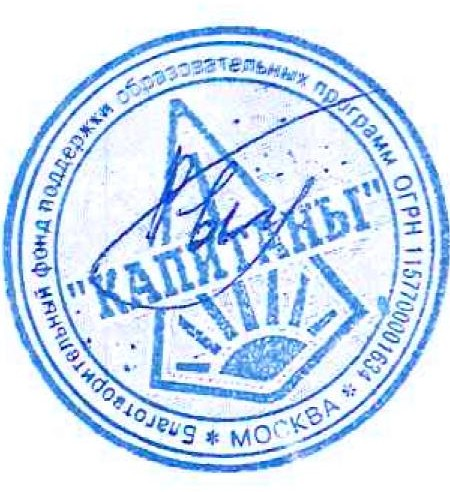 Благотворительный фонд поддержки образовательных программ ОГРН 1157700001634
* МОСКВА *
"КАПИТАНЫ"